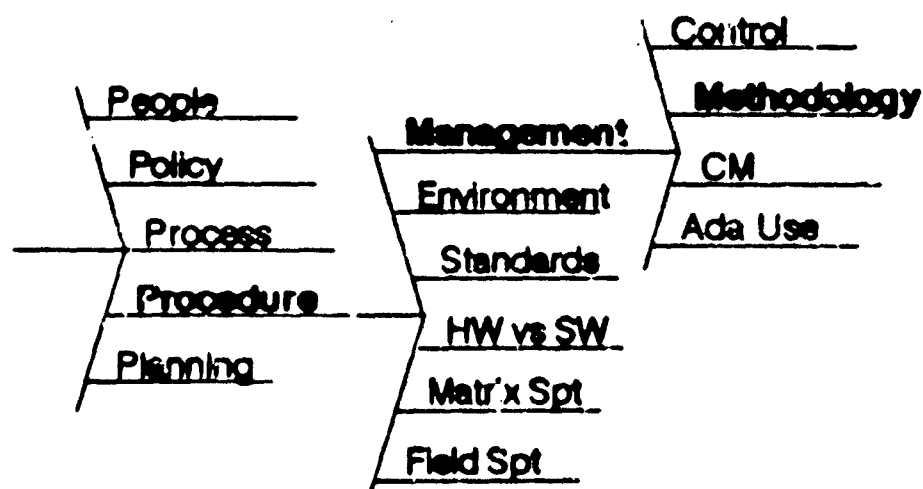 People
Policy
Process
Procedure
Planning
Management
Environment
Standards
HW vs SW
Matrix Spt
Field Spt
Control
Methodology
CM
Ada Use